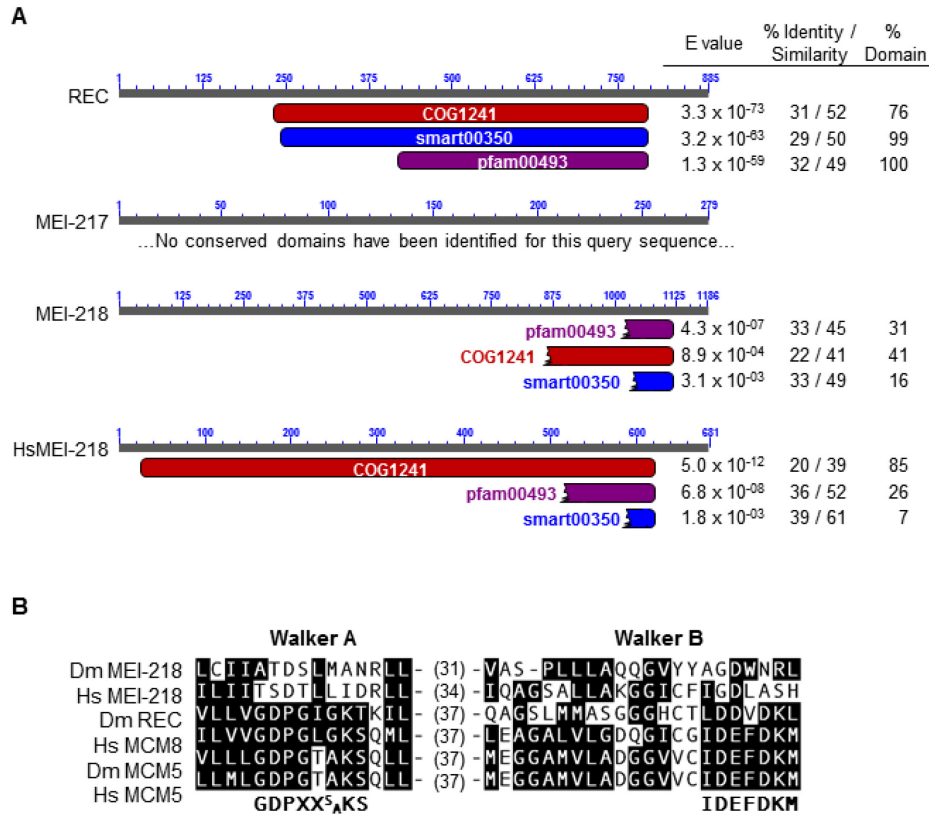 A
E value
% Identity / Similarity
% Domain
1 125 250 375 500 625 750 885
REC
COG1241 3.3 x 10-73 31 / 52 76
smart00350 3.2 x 10-63 29 / 50 99
pfam00493 1.3 x 10-59 32 / 49 100
1 50 100 150 200 250 279
MEI-217
...No conserved domains have been identified for this query sequence...
1 125 250 375 500 625 750 875 1000 1125 1186
MEI-218
pfam00493 4.3 x 10-07 33 / 45 31
COG1241 8.9 x 10-04 22 / 41 41
smart00350 3.1 x 10-03 33 / 49 16
1 100 200 300 400 500 600 681
HsMEI-218
COG1241 5.0 x 10-12 20 / 39 85
pfam00493 6.8 x 10-08 36 / 52 26
smart00350 1.8 x 10-03 39 / 61 7
B
Walker A Walker B
Dm MEI-218 LCIIATDSLMANRLL- (31) -VAS-PLLLAQQGVYYAGDWNRL
Hs MEI-218 ILIITSDTLLIDRLL- (34) -IQAGSALLAKGGICFIGDLASH
Dm REC VLLVGDPGIGKTKIL- (37) -QAGSLMMASGGGHCTLDDVDKL
Hs MCM8 ILVVGDPGLGKSQML- (37) -LEAGALVLGDQGICGIDEFDKM
Dm MCM5 VLLLGDPGTAKSQLL- (37) -MEGGAMVLADGGVVCIDEFDKM
Hs MCM5 LLMLGDPGTAKSQLL- (37) -MEGGAMVLADGGVVCIDEFDKM
GDPXXSAKS IDEFDKM